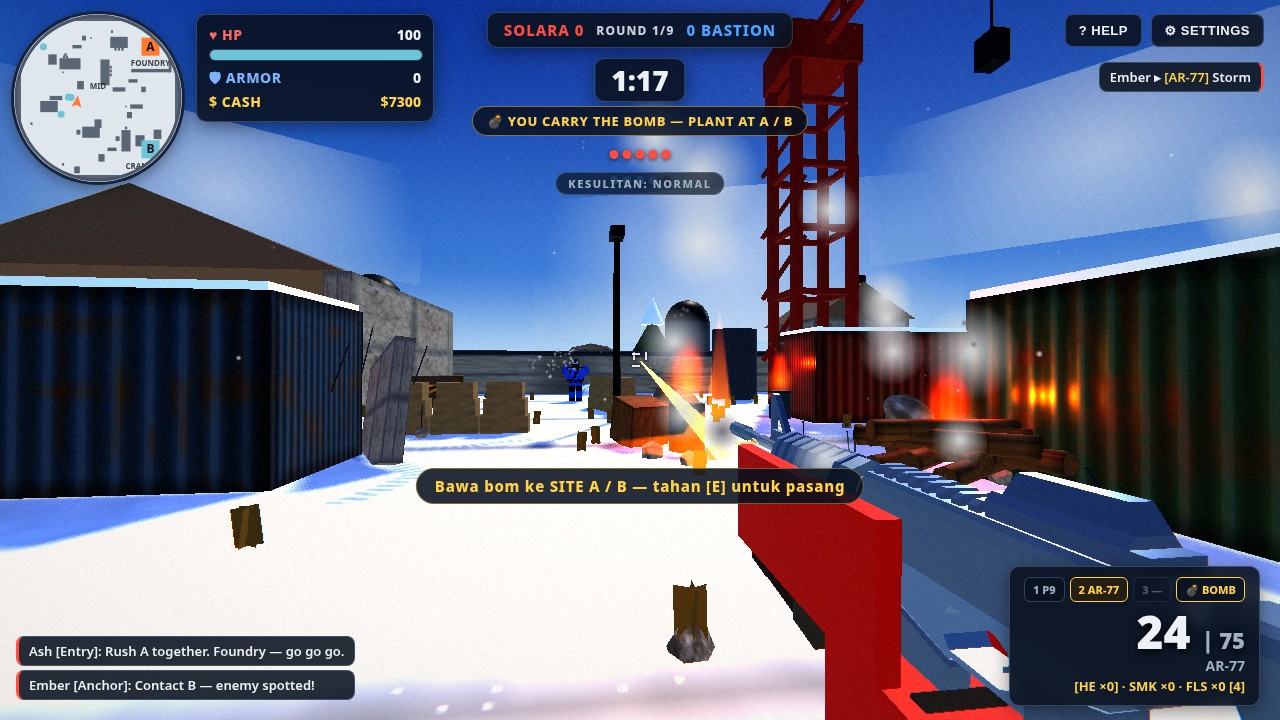 A
FOUNDRY
MID
B
♥ HP 100
🛡 ARMOR 0
$ CASH $7300
SOLARA 0 ROUND 1/9 0 BASTION
1:17
💣 YOU CARRY THE BOMB — PLANT AT A / B
KESULITAN: NORMAL
? HELP
⚙ SETTINGS
Ember ▸ [AR-77] Storm
Bawa bom ke SITE A / B — tahan [E] untuk pasang
Ash [Entry]: Rush A together. Foundry — go go go.
Ember [Anchor]: Contact B — enemy spotted!
1 P9 2 AR-77 3 — 💣 BOMB
24 | 75
AR-77
[HE ×0] · SMK ×0 · FLS ×0 [4]